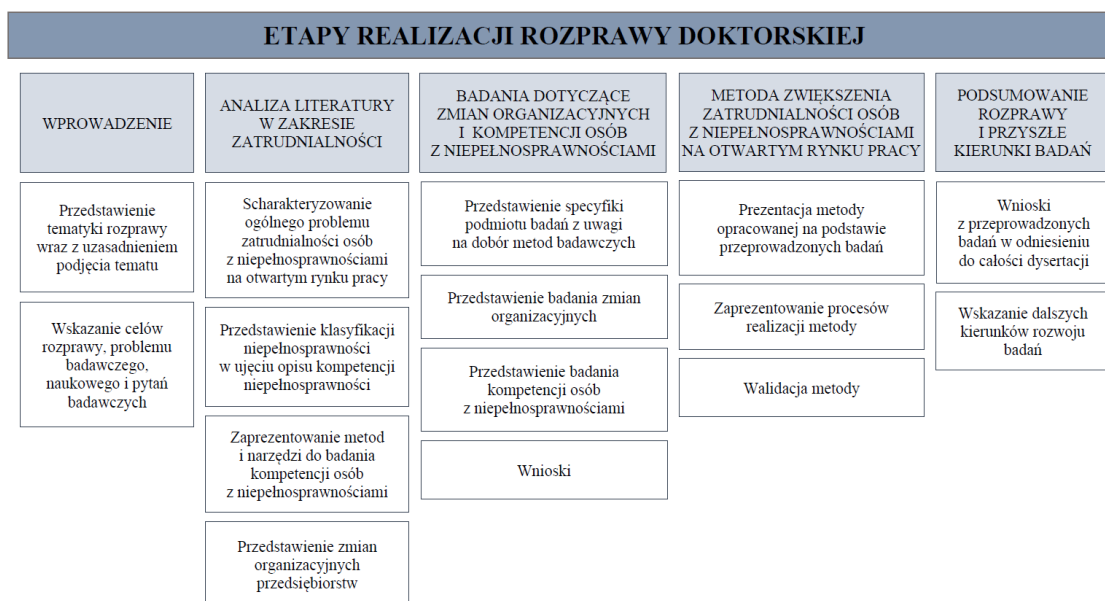 ETAPY REALIZACJI ROZPRAWY DOKTORSKIEJ
WPROWADZENIE
Przedstawienie
tematyki rozprawy
wraz z uzasadnieniem
podjęcia tematu
Wskazanie celów
rozprawy, problemu
badawczego,
naukowego i pytań
badawczych
ANALIZA LITERATURY
W ZAKRESIE
ZATRUDNIALNOŚCI
Scharakteryzowanie
ogólnego problemu
zatrudnialności osób
z niepełnosprawnościami
na otwartym rynku pracy
Przedstawienie klasyfikacji
niepełnosprawności
w ujęciu opisu kompetencji
niepełnosprawności
Zaprezentowanie metod
i narzędzi do badania
kompetencji osób
z niepełnosprawnościami
Przedstawienie zmian
organizacyjnych
przedsiębiorstw
BADANIA DOTYCZĄCE
ZMIAN ORGANIZACYJNYCH
I KOMPETENCJI OSÓB
Z NIEPEŁNOSPRAWNOŚCIAMI
Przedstawienie specyfiki
podmiotu badań z uwagi
na dobór metod badawczych
Przedstawienie badania zmian
organizacyjnych
Przedstawienie badania
kompetencji osób
z niepełnosprawnościami
Wnioski
METODA ZWIĘKSZENIA
ZATRUDNIALNOŚCI OSÓB
Z NIEPEŁNOSPRAWNOŚCIAMI
NA OTWARTYM RYNKU PRACY
Prezentacja metody
opracowanej na podstawie
przeprowadzonych badań
Zaprezentowanie procesów
realizacji metody
Walidacja metody
PODSUMOWANIE
ROZPRAWY
I PRZYSZŁE
KIERUNKI BADAŃ
Wnioski
z przeprowadzonych
badań w odniesieniu
do całości dysertacji
Wskazanie dalszych
kierunków rozwoju
badań